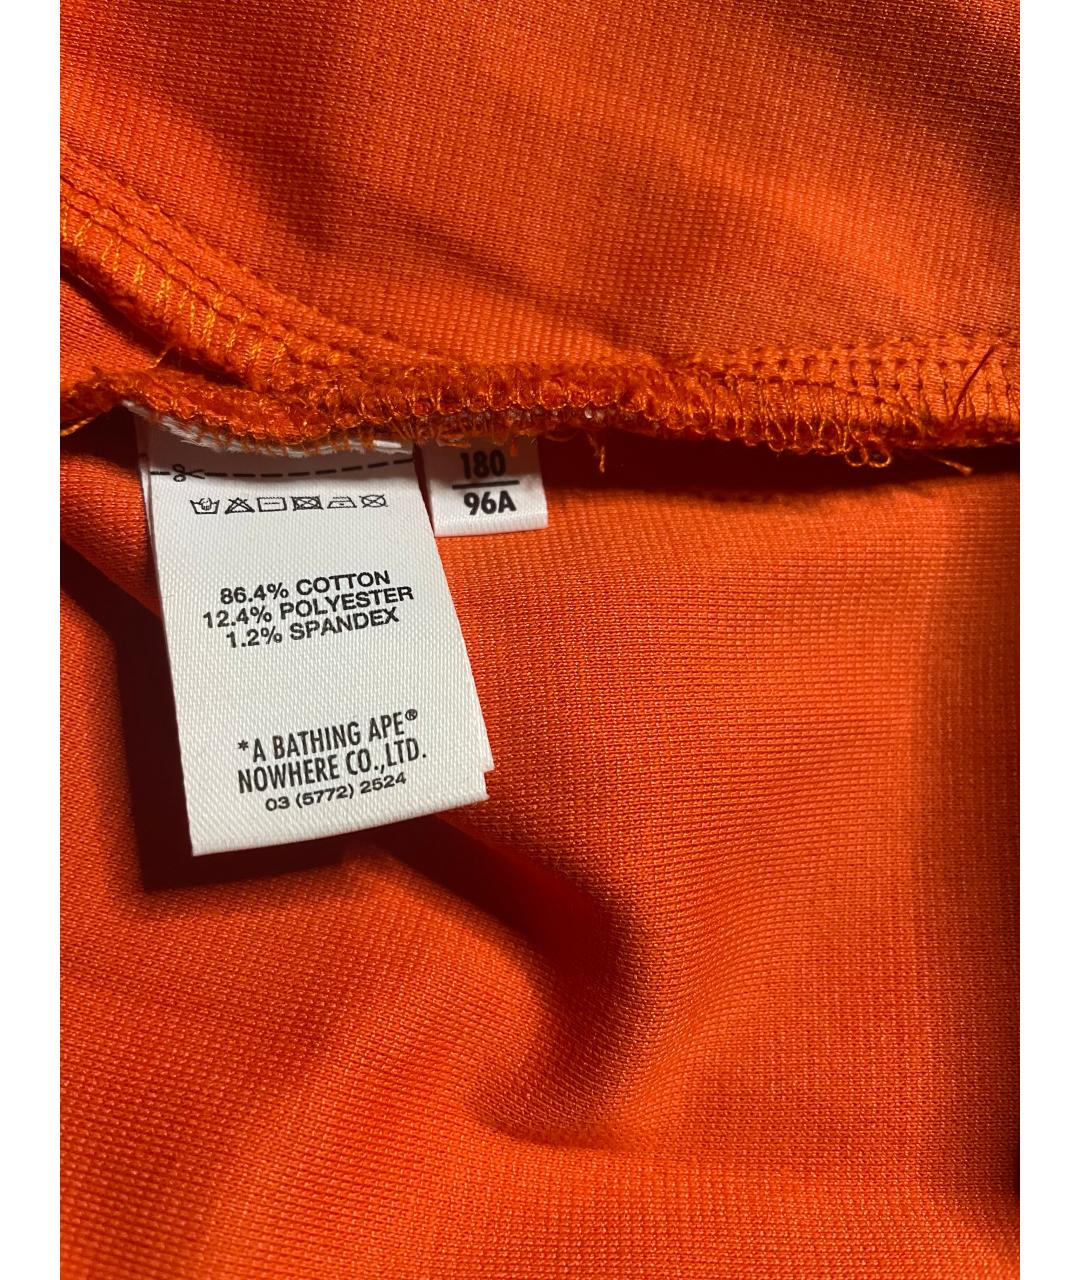 180
96A
86.4% COTTON
12.4% POLYESTER
1.2% SPANDEX
*A BATHING APE®
NOWHERE CO.,LTD.
03 (5772) 2524